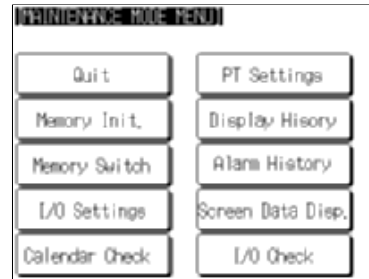 [MAINTENANCE MODE MENU]
Quit
PT Settings
Memory Init.
Display Hisory
Memory Switch
Alarm History
I/O Settings
Screen Data Disp.
Calendar Check
I/O Check